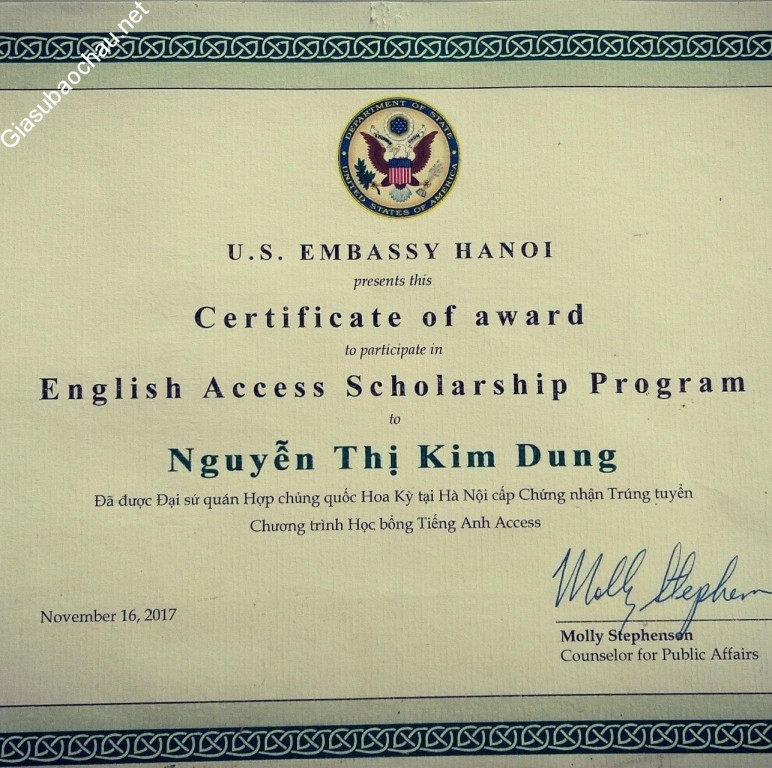 Giasubaochau.net
DEPARTMENT OF STATE
UNITED STATES OF AMERICA
U.S. EMBASSY HANOI
presents this
Certificate of award
to participate in
English Access Scholarship Program
to
Nguyễn Thị Kim Dung
Đã được Đại sứ quán Hợp chủng quốc Hoa Kỳ tại Hà Nội cấp Chứng nhận Trúng tuyển
Chương trình Học bổng Tiếng Anh Access
November 16, 2017
Molly Stephenson
Molly Stephenson
Counselor for Public Affairs